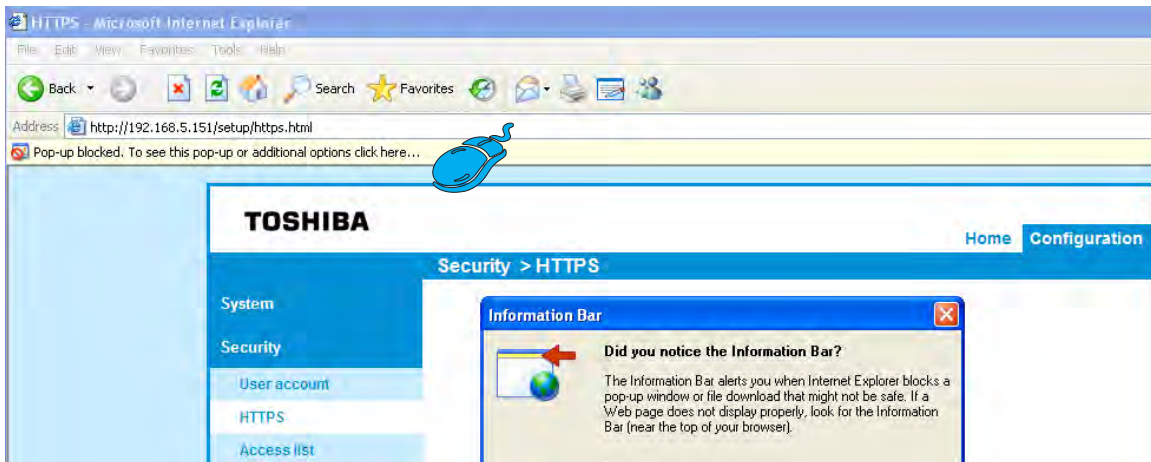 HTTPS - Microsoft Internet Explorer
File Edit View Favorites Tools Help
Back Search Favorites
Address http://192.168.5.151/setup/https.html
Pop-up blocked. To see this pop-up or additional options click here...
TOSHIBA
Home Configuration
Security > HTTPS
System
Information Bar
Security
Did you notice the Information Bar?
The Information Bar alerts you when Internet Explorer blocks a
pop-up window or file download that might not be safe. If a
Web page does not display properly, look for the Information
Bar (near the top of your browser).
User account
HTTPS
Access list